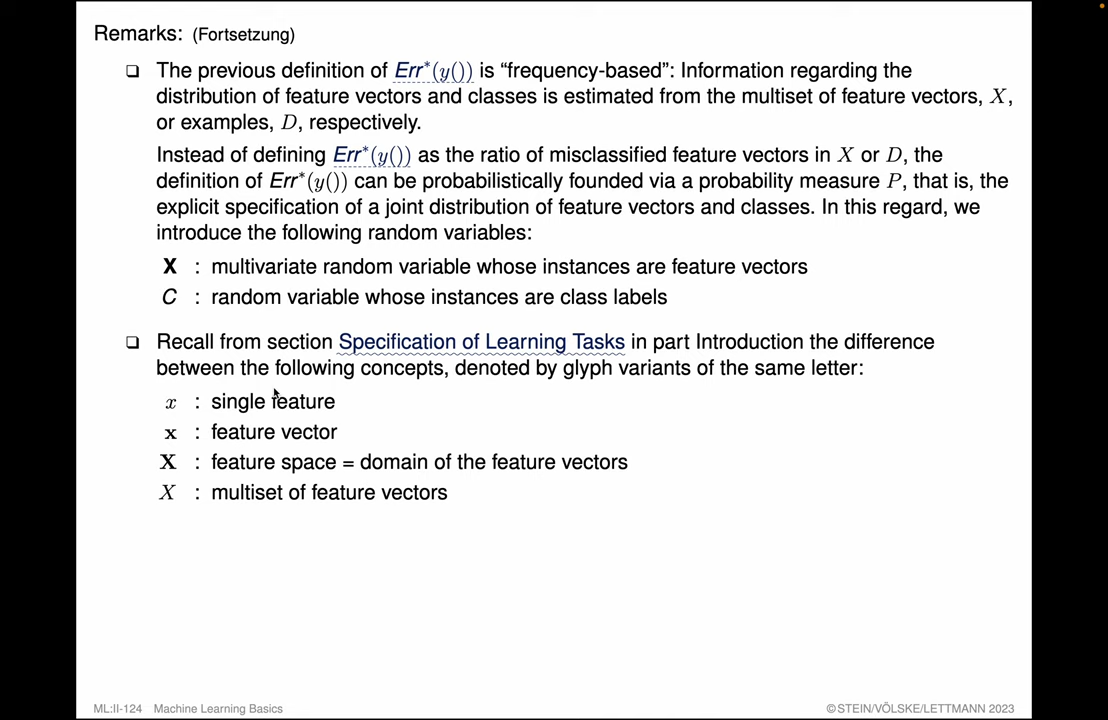 Remarks: (Fortsetzung)
❑ The previous definition of Err*(y()) is “frequency-based”: Information regarding the
distribution of feature vectors and classes is estimated from the multiset of feature vectors, X,
or examples, D, respectively.
Instead of defining Err*(y()) as the ratio of misclassified feature vectors in X or D, the
definition of Err*(y()) can be probabilistically founded via a probability measure P, that is, the
explicit specification of a joint distribution of feature vectors and classes. In this regard, we
introduce the following random variables:
X : multivariate random variable whose instances are feature vectors
C : random variable whose instances are class labels
❑ Recall from section Specification of Learning Tasks in part Introduction the difference
between the following concepts, denoted by glyph variants of the same letter:
x : single feature
x : feature vector
X : feature space = domain of the feature vectors
X : multiset of feature vectors
ML:II-124 Machine Learning Basics
©STEIN/VÖLSKE/LETTMANN 2023